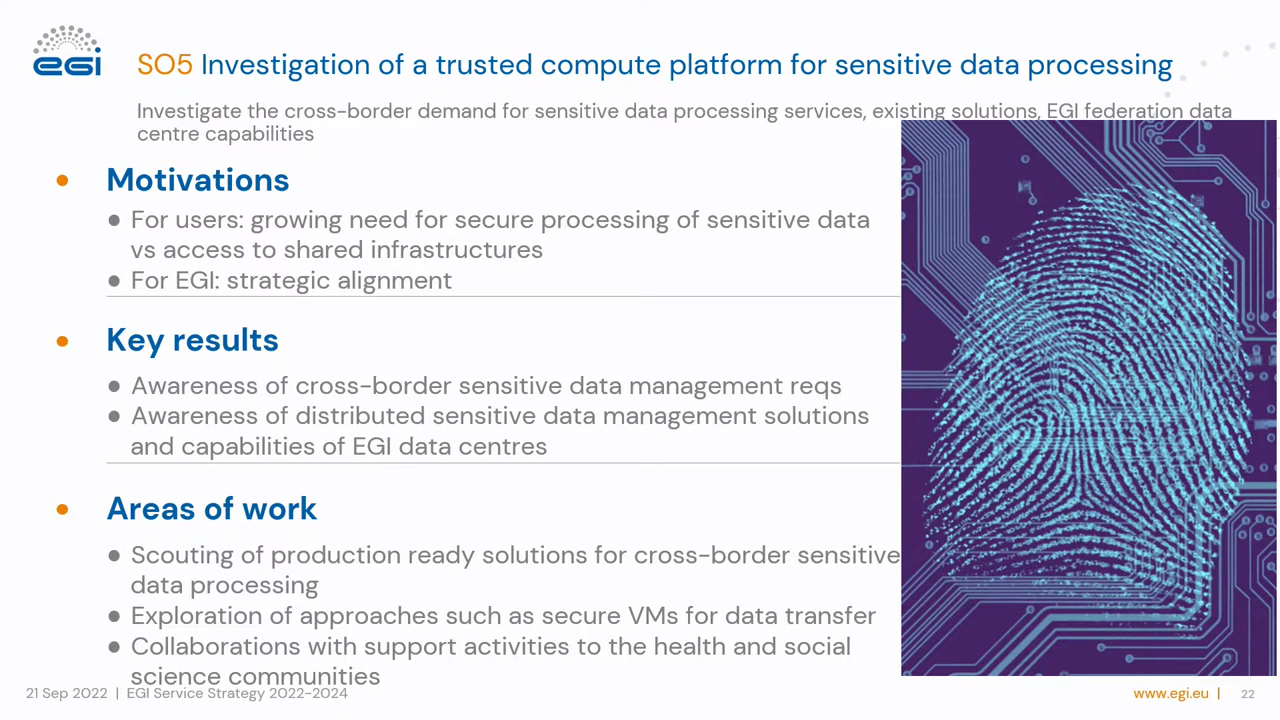 egi
SO5 Investigation of a trusted compute platform for sensitive data processing
Investigate the cross-border demand for sensitive data processing services, existing solutions, EGI federation data
centre capabilities
• Motivations
● For users: growing need for secure processing of sensitive data
vs access to shared infrastructures
● For EGI: strategic alignment
• Key results
● Awareness of cross-border sensitive data management reqs
● Awareness of distributed sensitive data management solutions
and capabilities of EGI data centres
• Areas of work
● Scouting of production ready solutions for cross-border sensitive
data processing
● Exploration of approaches such as secure VMs for data transfer
● Collaborations with support activities to the health and social
science communities
21 Sep 2022 | EGI Service Strategy 2022-2024
www.egi.eu | 22